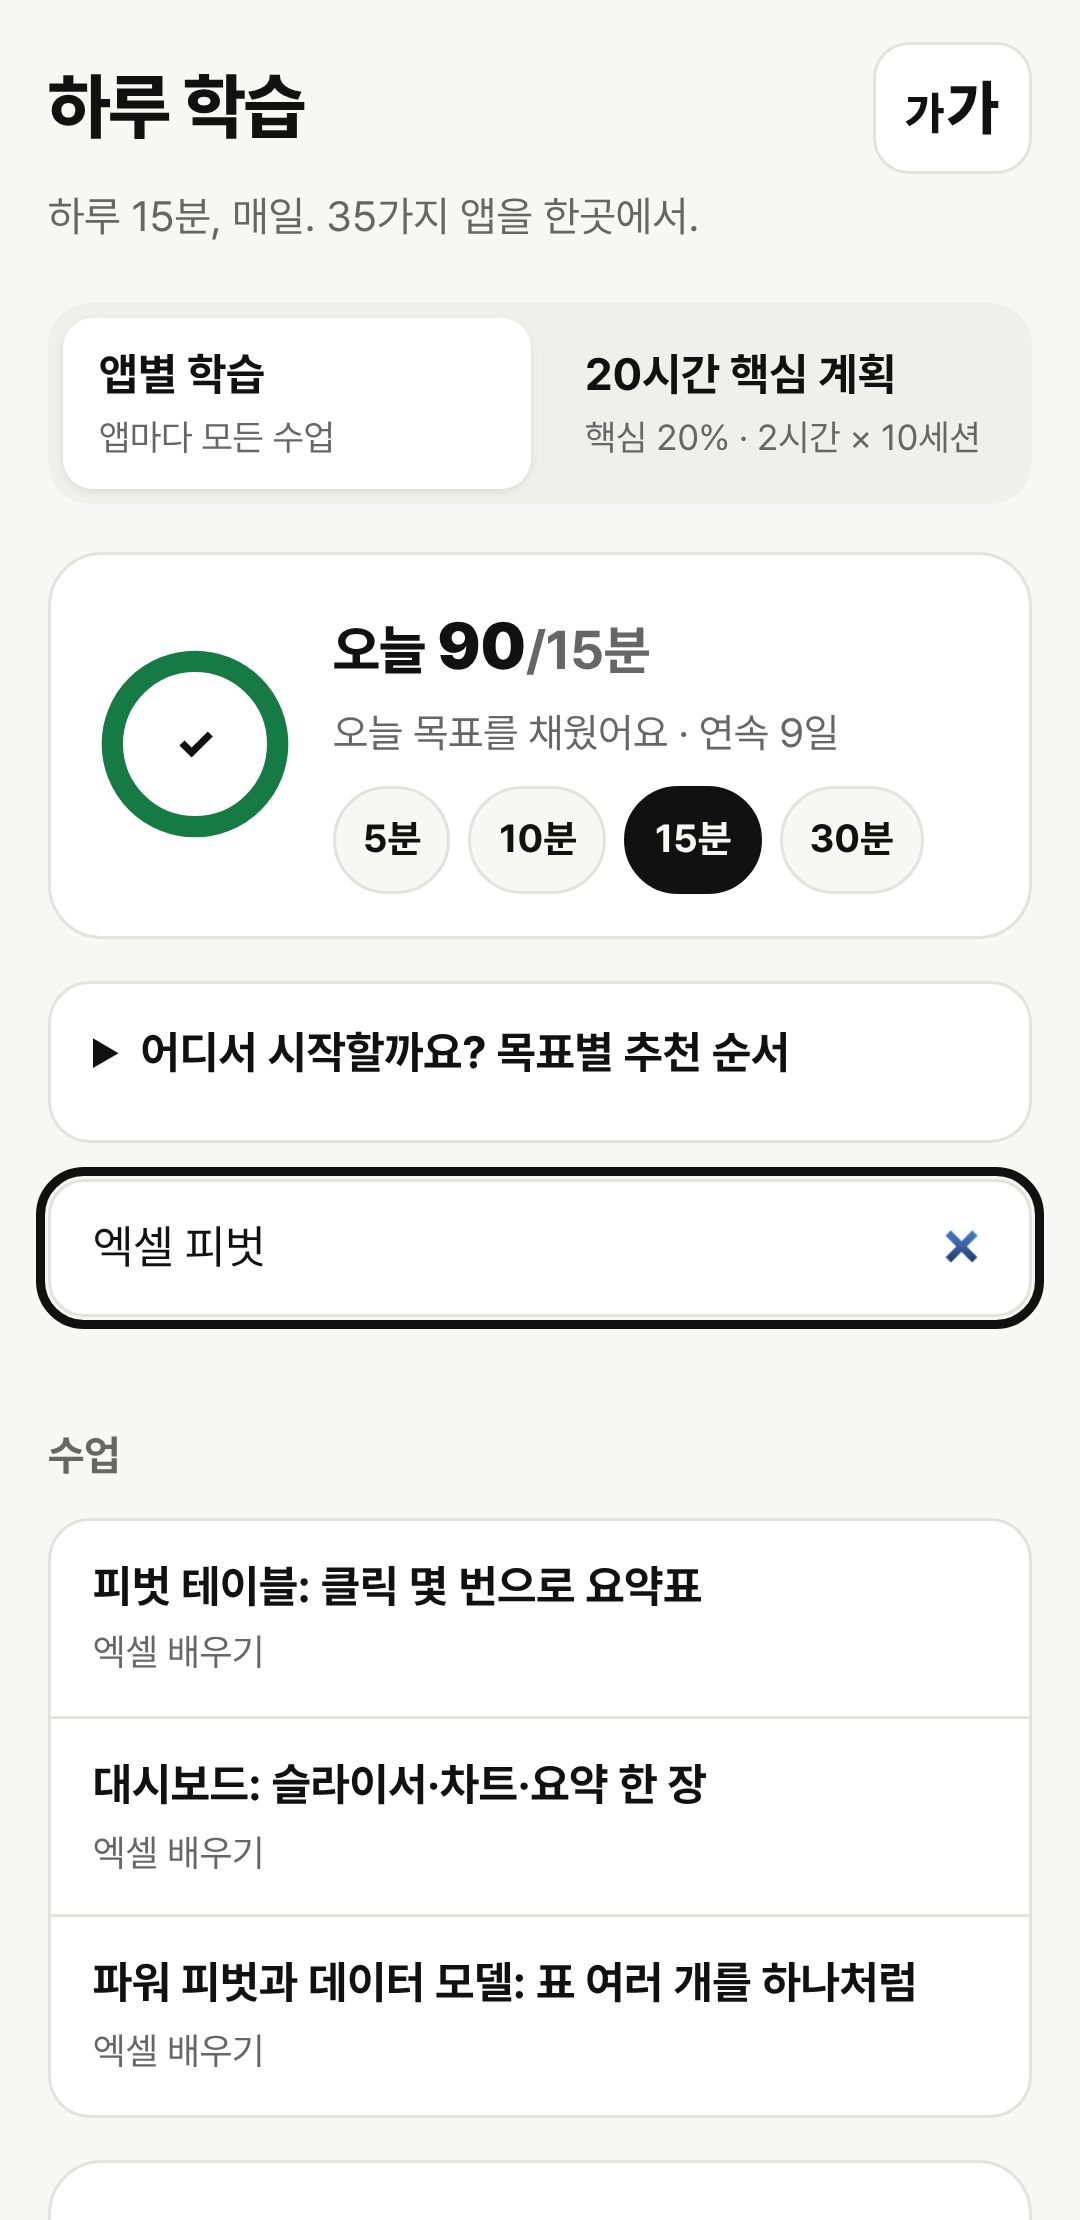 하루 학습
가가
하루 15분, 매일. 35가지 앱을 한곳에서.
앱별 학습
앱마다 모든 수업
20시간 핵심 계획
핵심 20% · 2시간 × 10세션
오늘 90/15분
오늘 목표를 채웠어요 · 연속 9일
5분
10분
15분
30분
▶ 어디서 시작할까요? 목표별 추천 순서
엑셀 피벗
수업
피벗 테이블: 클릭 몇 번으로 요약표
엑셀 배우기
대시보드: 슬라이서·차트·요약 한 장
엑셀 배우기
파워 피벗과 데이터 모델: 표 여러 개를 하나처럼
엑셀 배우기